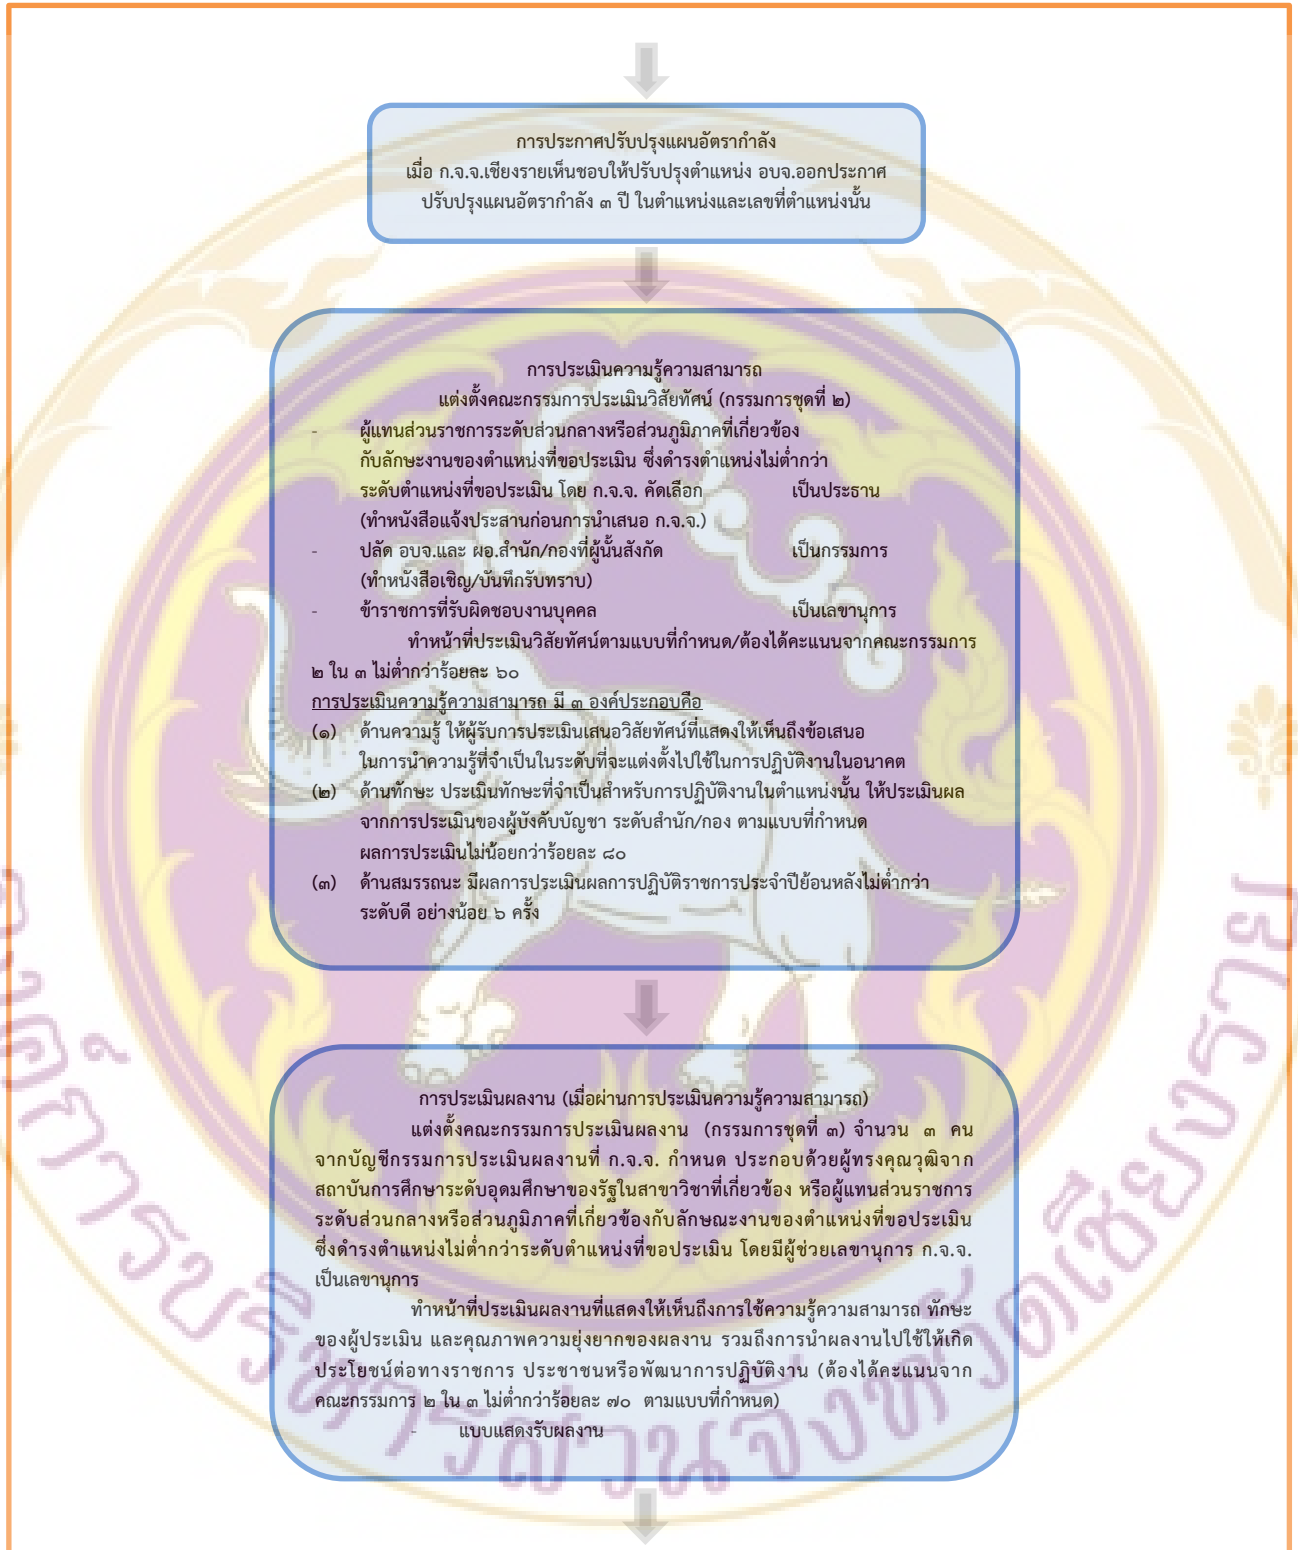 การประกาศปรับปรุงแผนอัตรากำลัง
เมื่อ ก.จ.จ.เชียงรายเห็นชอบให้ปรับปรุงตำแหน่ง อบจ.ออกประกาศ
ปรับปรุงแผนอัตรากำลัง ๓ ปี ในตำแหน่งและเลขที่ตำแหน่งนั้น
การประเมินความรู้ความสามารถ
แต่งตั้งคณะกรรมการประเมินวิสัยทัศน์ (กรรมการชุดที่ ๒)
- ผู้แทนส่วนราชการระดับส่วนกลางหรือส่วนภูมิภาคที่เกี่ยวข้อง
กับลักษะงานของตำแหน่งที่ขอประเมิน ซึ่งดำรงตำแหน่งไม่ต่ำกว่า
ระดับตำแหน่งที่ขอประเมิน โดย ก.จ.จ. คัดเลือก เป็นประธาน
(ทำหนังสือแจ้งประสานก่อนการนำเสนอ ก.จ.จ.)
- ปลัด อบจ.และ ผอ.สำนัก/กองที่ผู้นั้นสังกัด เป็นกรรมการ
(ทำหนังสือเชิญ/บันทึกรับทราบ)
- ข้าราชการที่รับผิดชอบงานบุคคล เป็นเลขานุการ
ทำหน้าที่ประเมินวิสัยทัศน์ตามแบบที่กำหนด/ต้องได้คะแนนจากคณะกรรมการ
๒ ใน ๓ ไม่ต่ำกว่าร้อยละ ๖๐
การประเมินความรู้ความสามารถ มี ๓ องค์ประกอบคือ
(๑) ด้านความรู้ ให้ผู้รับการประเมินเสนอวิสัยทัศน์ที่แสดงให้เห็นถึงข้อเสนอ
ในการนำความรู้ที่จำเป็นในระดับที่จะแต่งตั้งไปใช้ในการปฏิบัติงานในอนาคต
(๒) ด้านทักษะ ประเมินทักษะที่จำเป็นสำหรับการปฏิบัติงานในตำแหน่งนั้น ให้ประเมินผล
จากการประเมินของผู้บังคับบัญชา ระดับสำนัก/กอง ตามแบบที่กำหนด
ผลการประเมินไม่น้อยกว่าร้อยละ ๘๐
(๓) ด้านสมรรถนะ มีผลการประเมินผลการปฏิบัติราชการประจำปีย้อนหลังไม่ต่ำกว่า
ระดับดี อย่างน้อย ๖ ครั้ง
การประเมินผลงาน (เมื่อผ่านการประเมินความรู้ความสามารถ)
แต่งตั้งคณะกรรมการประเมินผลงาน (กรรมการชุดที่ ๓) จำนวน ๓ คน
จากบัญชีกรรมการประเมินผลงานที่ ก.จ.จ. กำหนด ประกอบด้วยผู้ทรงคุณวุฒิจาก
สถาบันการศึกษาระดับอุดมศึกษาของรัฐในสาขาวิชาที่เกี่ยวข้อง หรือผู้แทนส่วนราชการ
ระดับส่วนกลางหรือส่วนภูมิภาคที่เกี่ยวข้องกับลักษะงานของตำแหน่งที่ขอประเมิน
ซึ่งดำรงตำแหน่งไม่ต่ำกว่าระดับตำแหน่งที่ขอประเมิน โดยมีผู้ช่วยเลขานุการ ก.จ.จ.
เป็นเลขานุการ
ทำหน้าที่ประเมินผลงานที่แสดงให้เห็นถึงการใช้ความรู้ความสามารถ ทักษะ
ของผู้ประเมิน และคุณภาพความยุ่งยากของผลงาน รวมถึงการนำผลงานไปใช้ให้เกิด
ประโยชน์ต่อทางราชการ ประชาชนหรือพัฒนาการปฏิบัติงาน (ต้องได้คะแนนจาก
คณะกรรมการ ๒ ใน ๓ ไม่ต่ำกว่าร้อยละ ๗๐ ตามแบบที่กำหนด)
- แบบแสดงรับผลงาน
องค์การบริหารส่วนจังหวัดเชียงราย